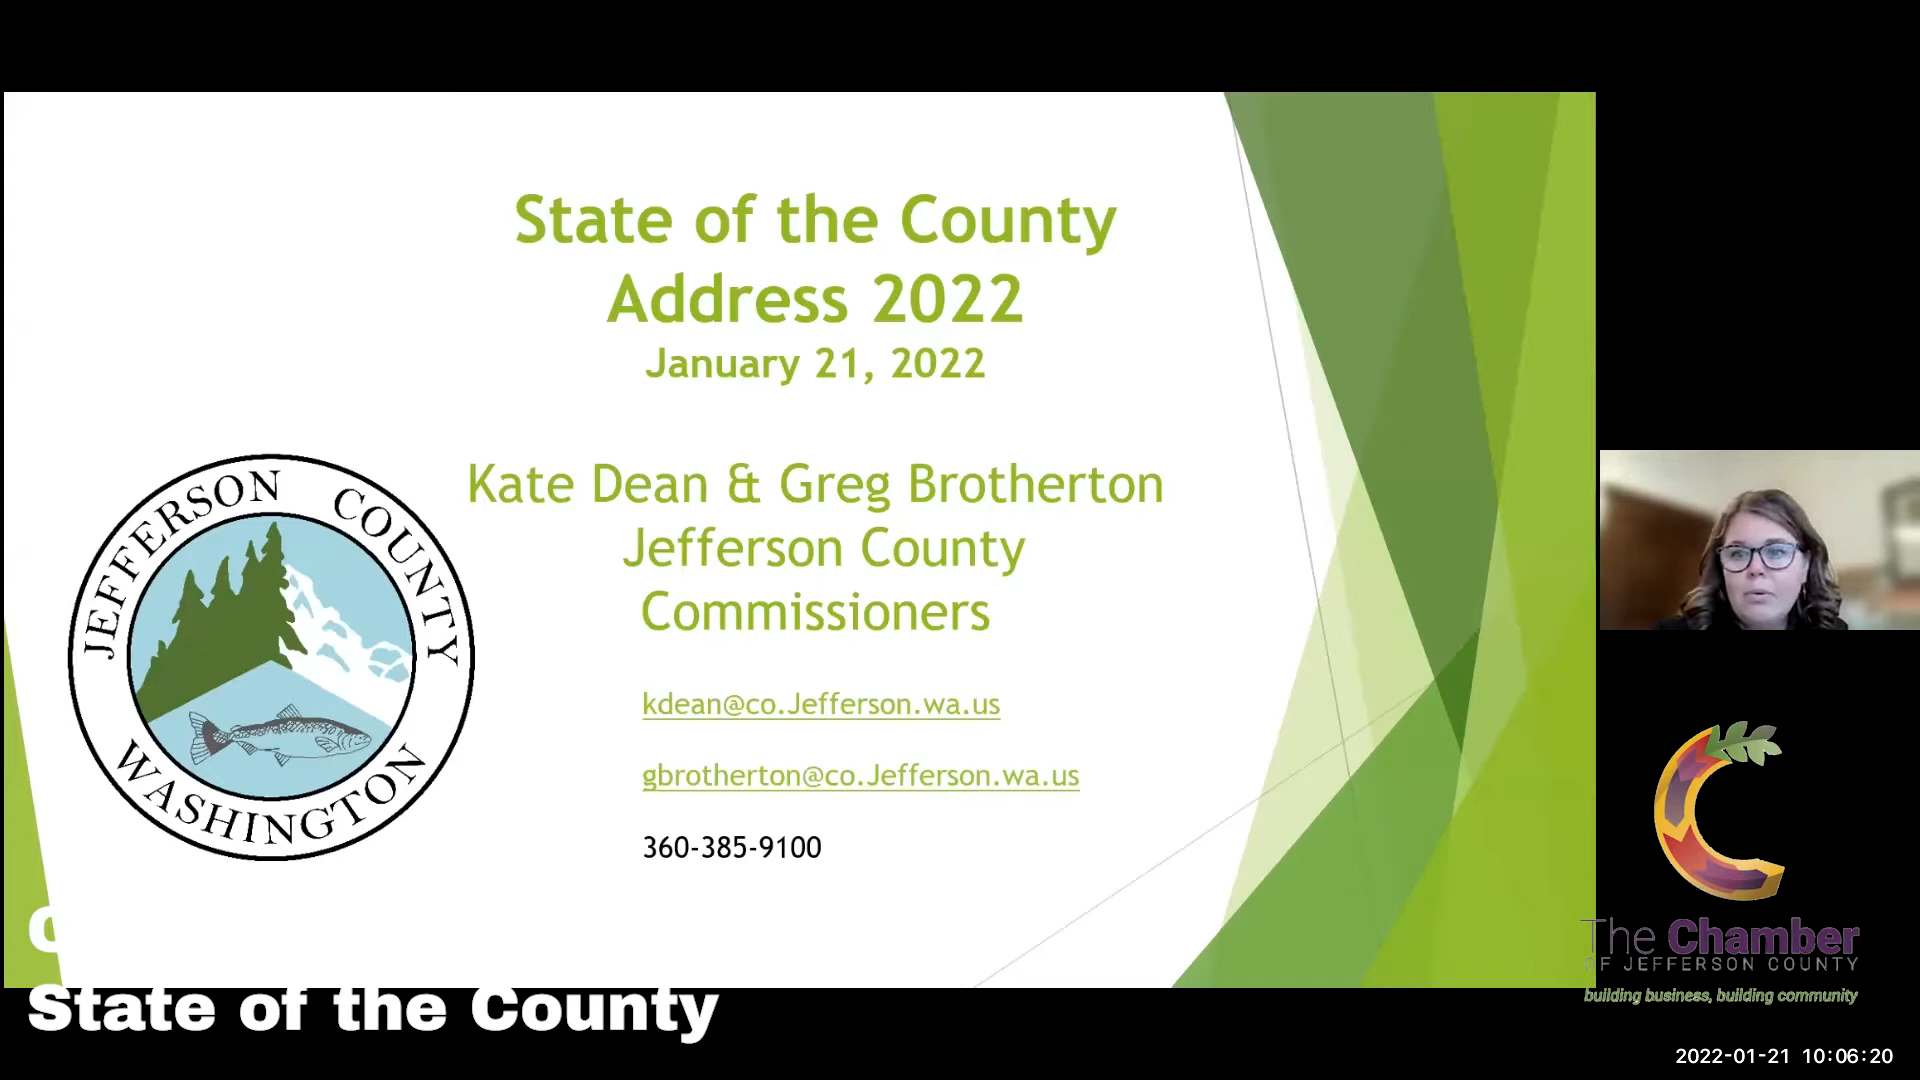 State of the County
Address 2022
January 21, 2022
Kate Dean & Greg Brotherton
Jefferson County
Commissioners
kdean@co.Jefferson.wa.us
gbrotherton@co.Jefferson.wa.us
360-385-9100
JEFFERSON COUNTY
WASHINGTON
State of the County
The Chamber
OF JEFFERSON COUNTY
building business, building community
2022-01-21 10:06:20